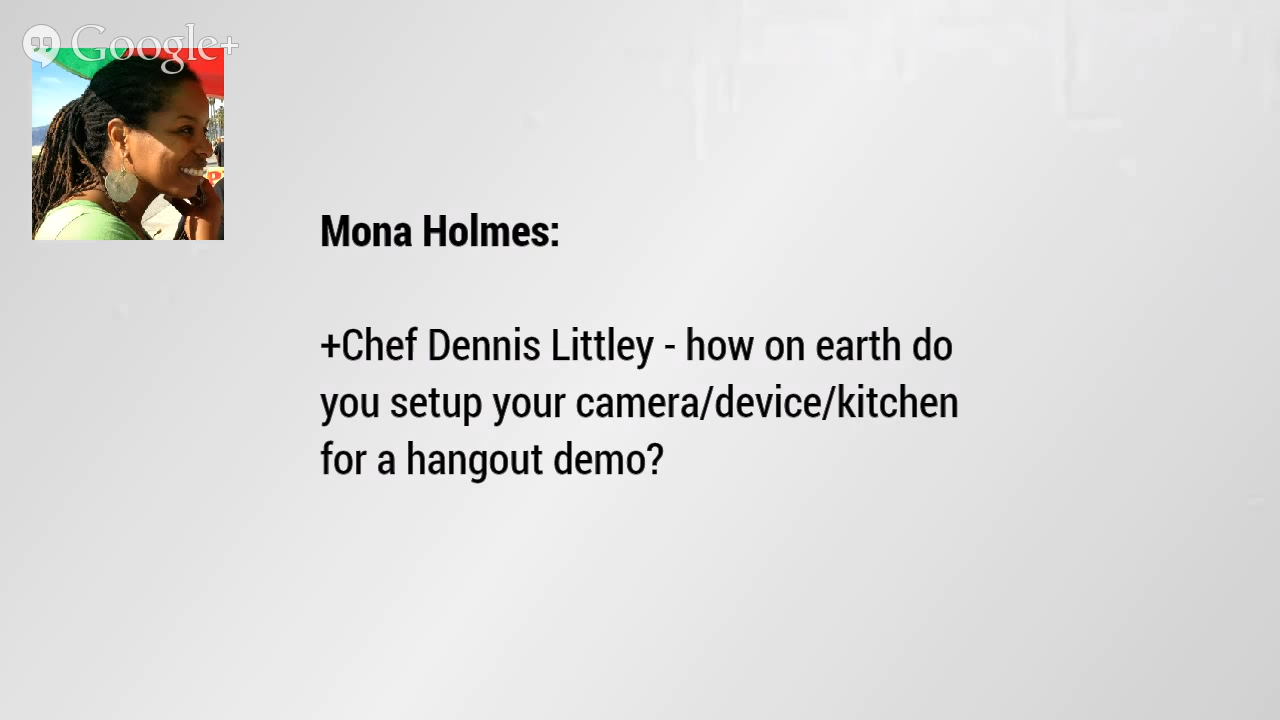 Google+
Mona Holmes:
+Chef Dennis Littley - how on earth do
you setup your camera/device/kitchen
for a hangout demo?